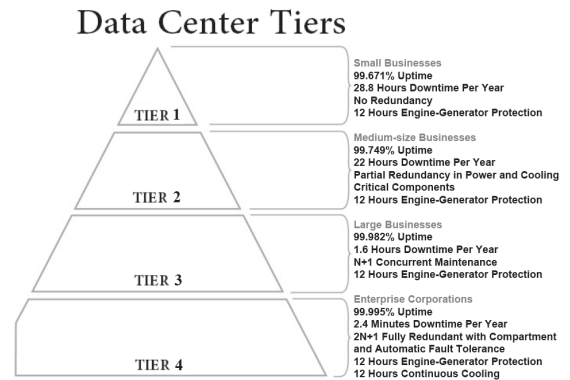 Data Center Tiers
TIER 1
Small Businesses
99.671% Uptime
28.8 Hours Downtime Per Year
No Redundancy
12 Hours Engine-Generator Protection
TIER 2
Medium-size Businesses
99.749% Uptime
22 Hours Downtime Per Year
Partial Redundancy in Power and Cooling
Critical Components
12 Hours Engine-Generator Protection
TIER 3
Large Businesses
99.982% Uptime
1.6 Hours Downtime Per Year
N+1 Concurrent Maintenance
12 Hours Engine-Generator Protection
TIER 4
Enterprise Corporations
99.995% Uptime
2.4 Minutes Downtime Per Year
2N+1 Fully Redundant with Compartment
and Automatic Fault Tolerance
12 Hours Engine-Generator Protection
12 Hours Continuous Cooling